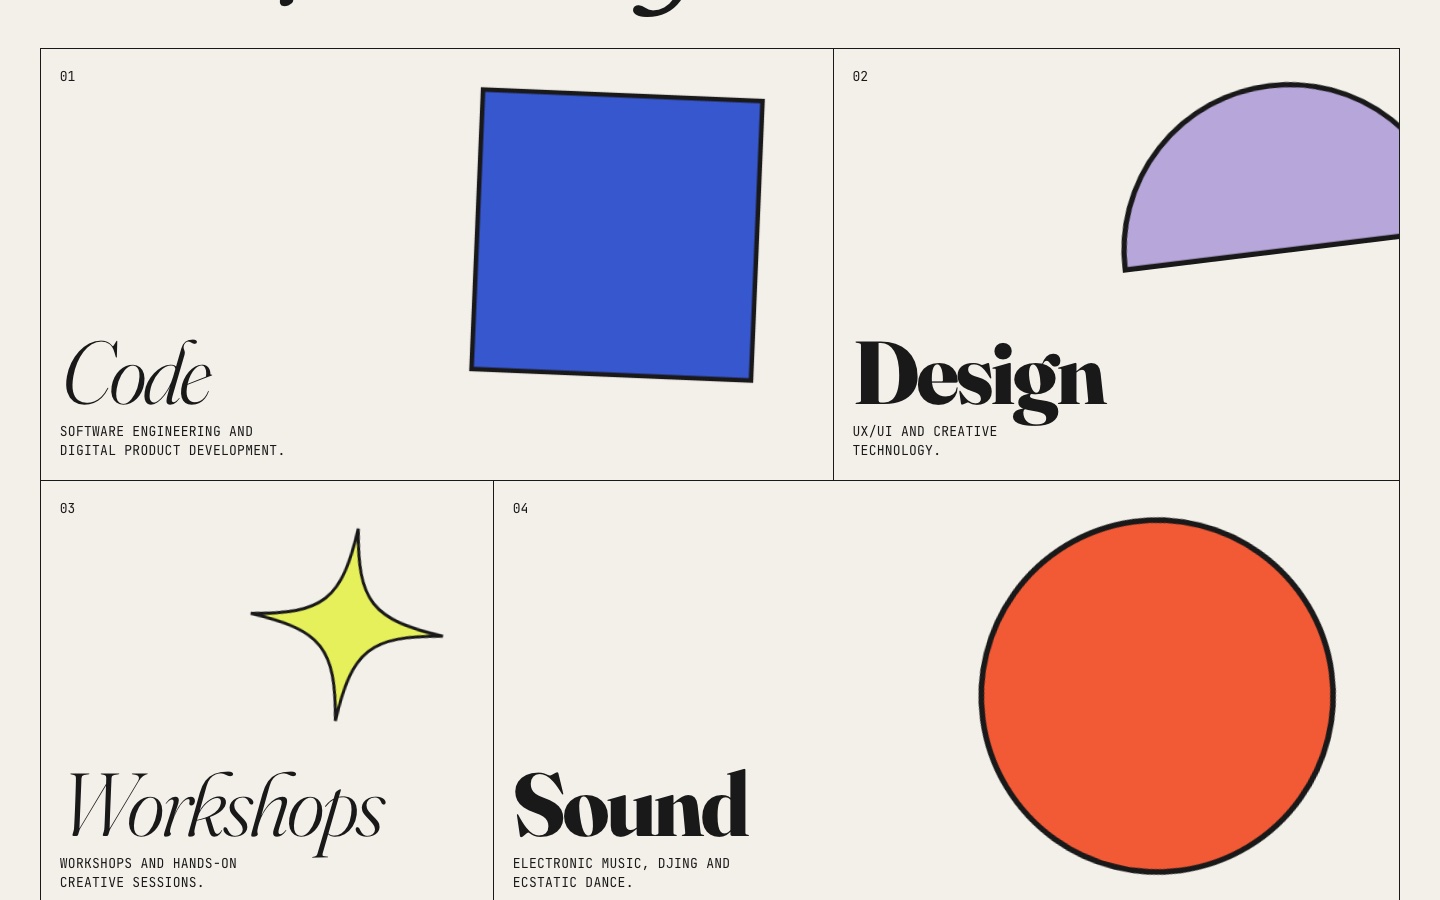 01
02
Code
SOFTWARE ENGINEERING AND
DIGITAL PRODUCT DEVELOPMENT.
Design
UX/UI AND CREATIVE
TECHNOLOGY.
03
04
Workshops
WORKSHOPS AND HANDS-ON
CREATIVE SESSIONS.
Sound
ELECTRONIC MUSIC, DJING AND
ECSTATIC DANCE.